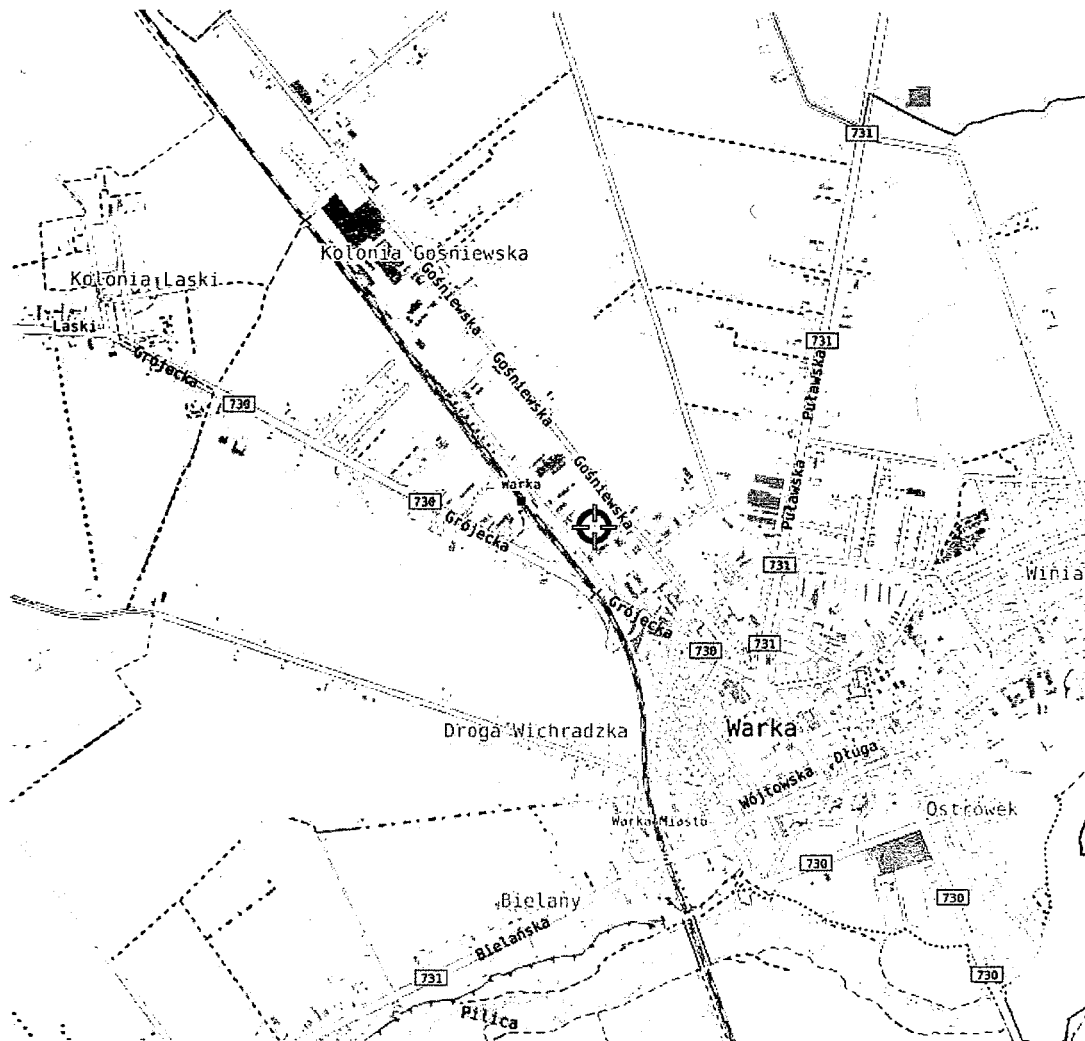 731
Kolonia Gośniewska
Gośniewska
Kolonia Laski
Laski
Grójecka
731
Puławska
Gośniewska
730
Gośniewska
Puławska
Warka
730
Grójecka
731
Winia
Grójecka
730
731
Droga Wichradzka
Warka
Długa
Wójtowska
Ostrówek
Warka Miasto
730
Bielany
730
Bielańska
731
730
Pilica